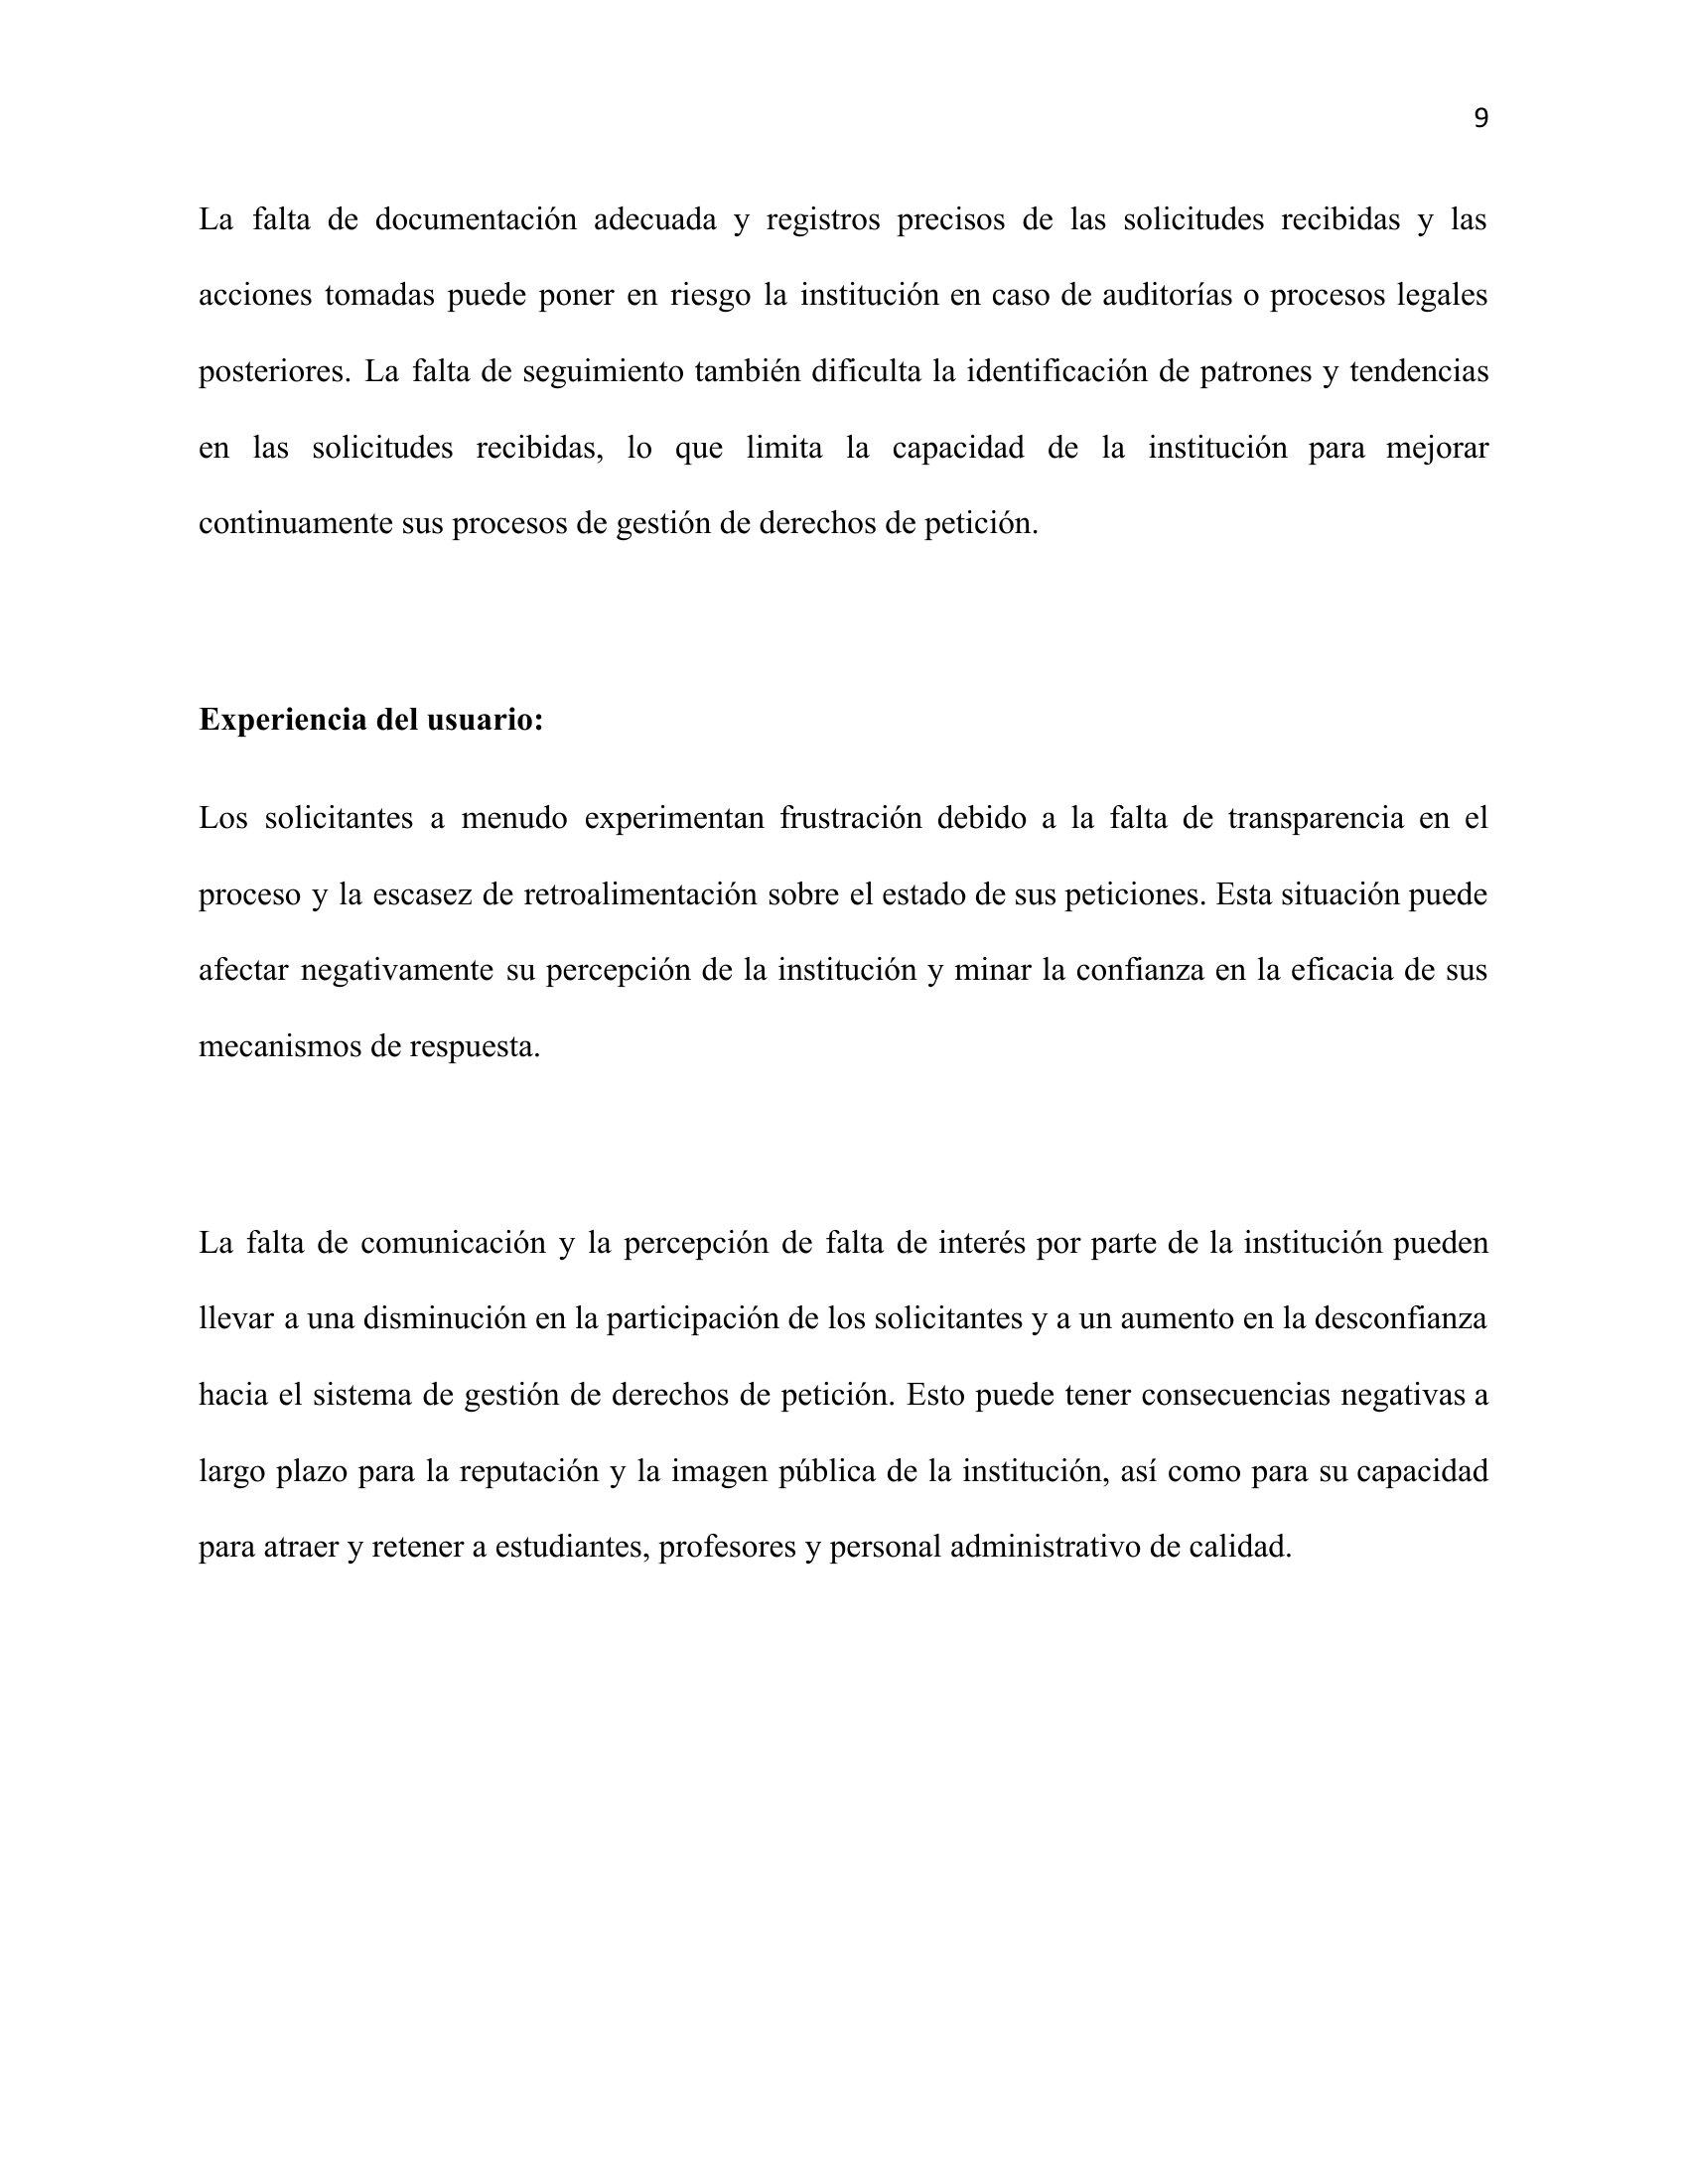 9
La falta de documentación adecuada y registros precisos de las solicitudes recibidas y las
acciones tomadas puede poner en riesgo la institución en caso de auditorías o procesos legales
posteriores. La falta de seguimiento también dificulta la identificación de patrones y tendencias
en las solicitudes recibidas, lo que limita la capacidad de la institución para mejorar
continuamente sus procesos de gestión de derechos de petición.
Experiencia del usuario:
Los solicitantes a menudo experimentan frustración debido a la falta de transparencia en el
proceso y la escasez de retroalimentación sobre el estado de sus peticiones. Esta situación puede
afectar negativamente su percepción de la institución y minar la confianza en la eficacia de sus
mecanismos de respuesta.
La falta de comunicación y la percepción de falta de interés por parte de la institución pueden
llevar a una disminución en la participación de los solicitantes y a un aumento en la desconfianza
hacia el sistema de gestión de derechos de petición. Esto puede tener consecuencias negativas a
largo plazo para la reputación y la imagen pública de la institución, así como para su capacidad
para atraer y retener a estudiantes, profesores y personal administrativo de calidad.